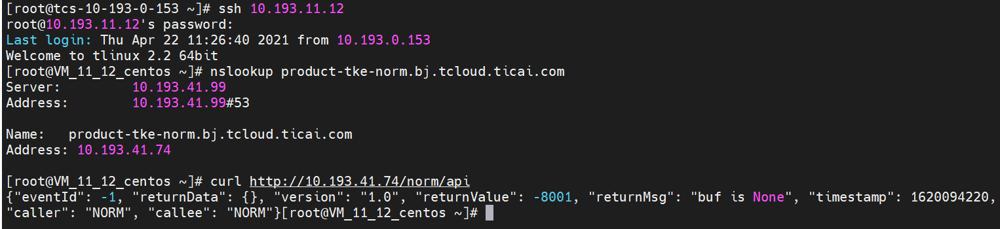 [root@tcs-10-193-0-153 ~]# ssh 10.193.11.12
root@10.193.11.12's password:
Last login: Thu Apr 22 11:26:40 2021 from 10.193.0.153
Welcome to tlinux 2.2 64bit
[root@VM_11_12_centos ~]# nslookup product-tke-norm.bj.tcloud.ticai.com
Server:         10.193.41.99
Address:        10.193.41.99#53
Name:   product-tke-norm.bj.tcloud.ticai.com
Address: 10.193.41.74
[root@VM_11_12_centos ~]# curl http://10.193.41.74/norm/api
{"eventId": -1, "returnData": {}, "version": "1.0", "returnValue": -8001, "returnMsg": "buf is None", "timestamp": 1620094220,
"caller": "NORM", "callee": "NORM"}[root@VM_11_12_centos ~]#